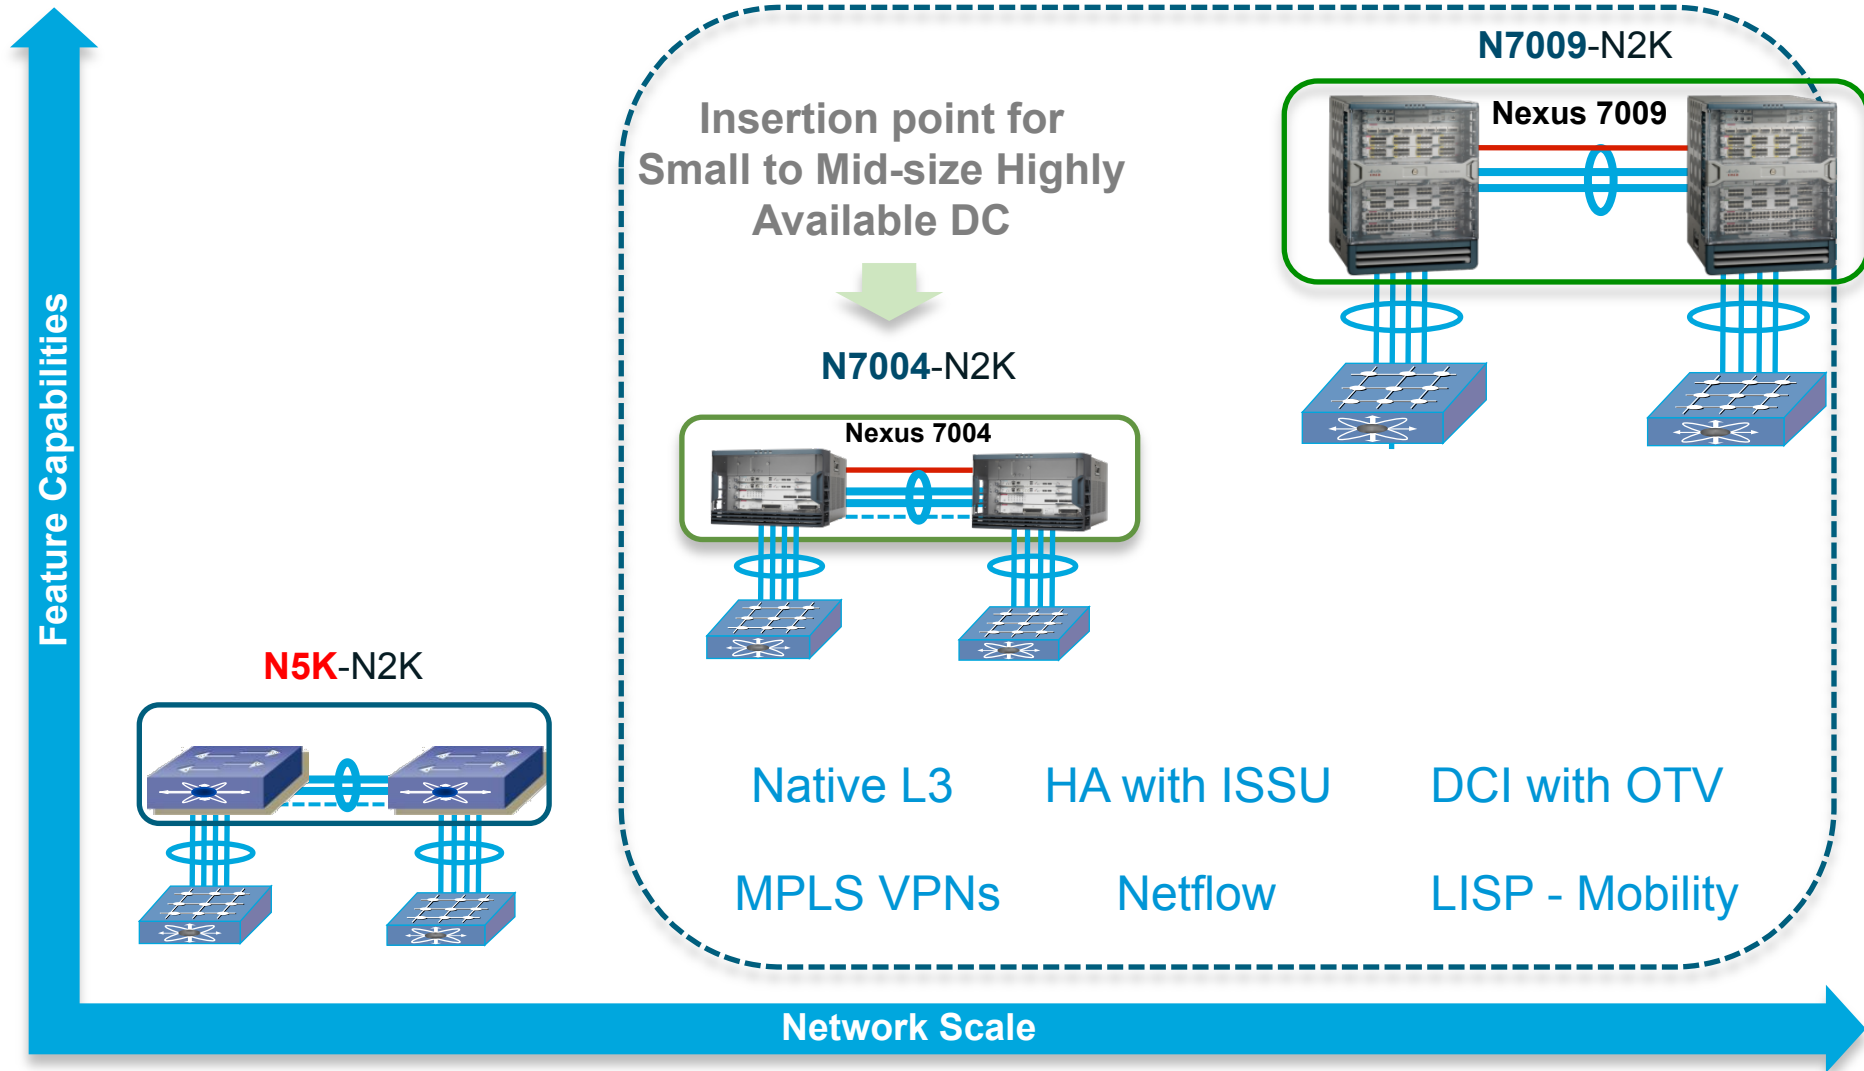 N7009-N2K
Nexus 7009
Insertion point for
Small to Mid-size Highly
Available DC
N7004-N2K
Nexus 7004
Feature Capabilities
N5K-N2K
Native L3
HA with ISSU
DCI with OTV
MPLS VPNs
Netflow
LISP - Mobility
Network Scale